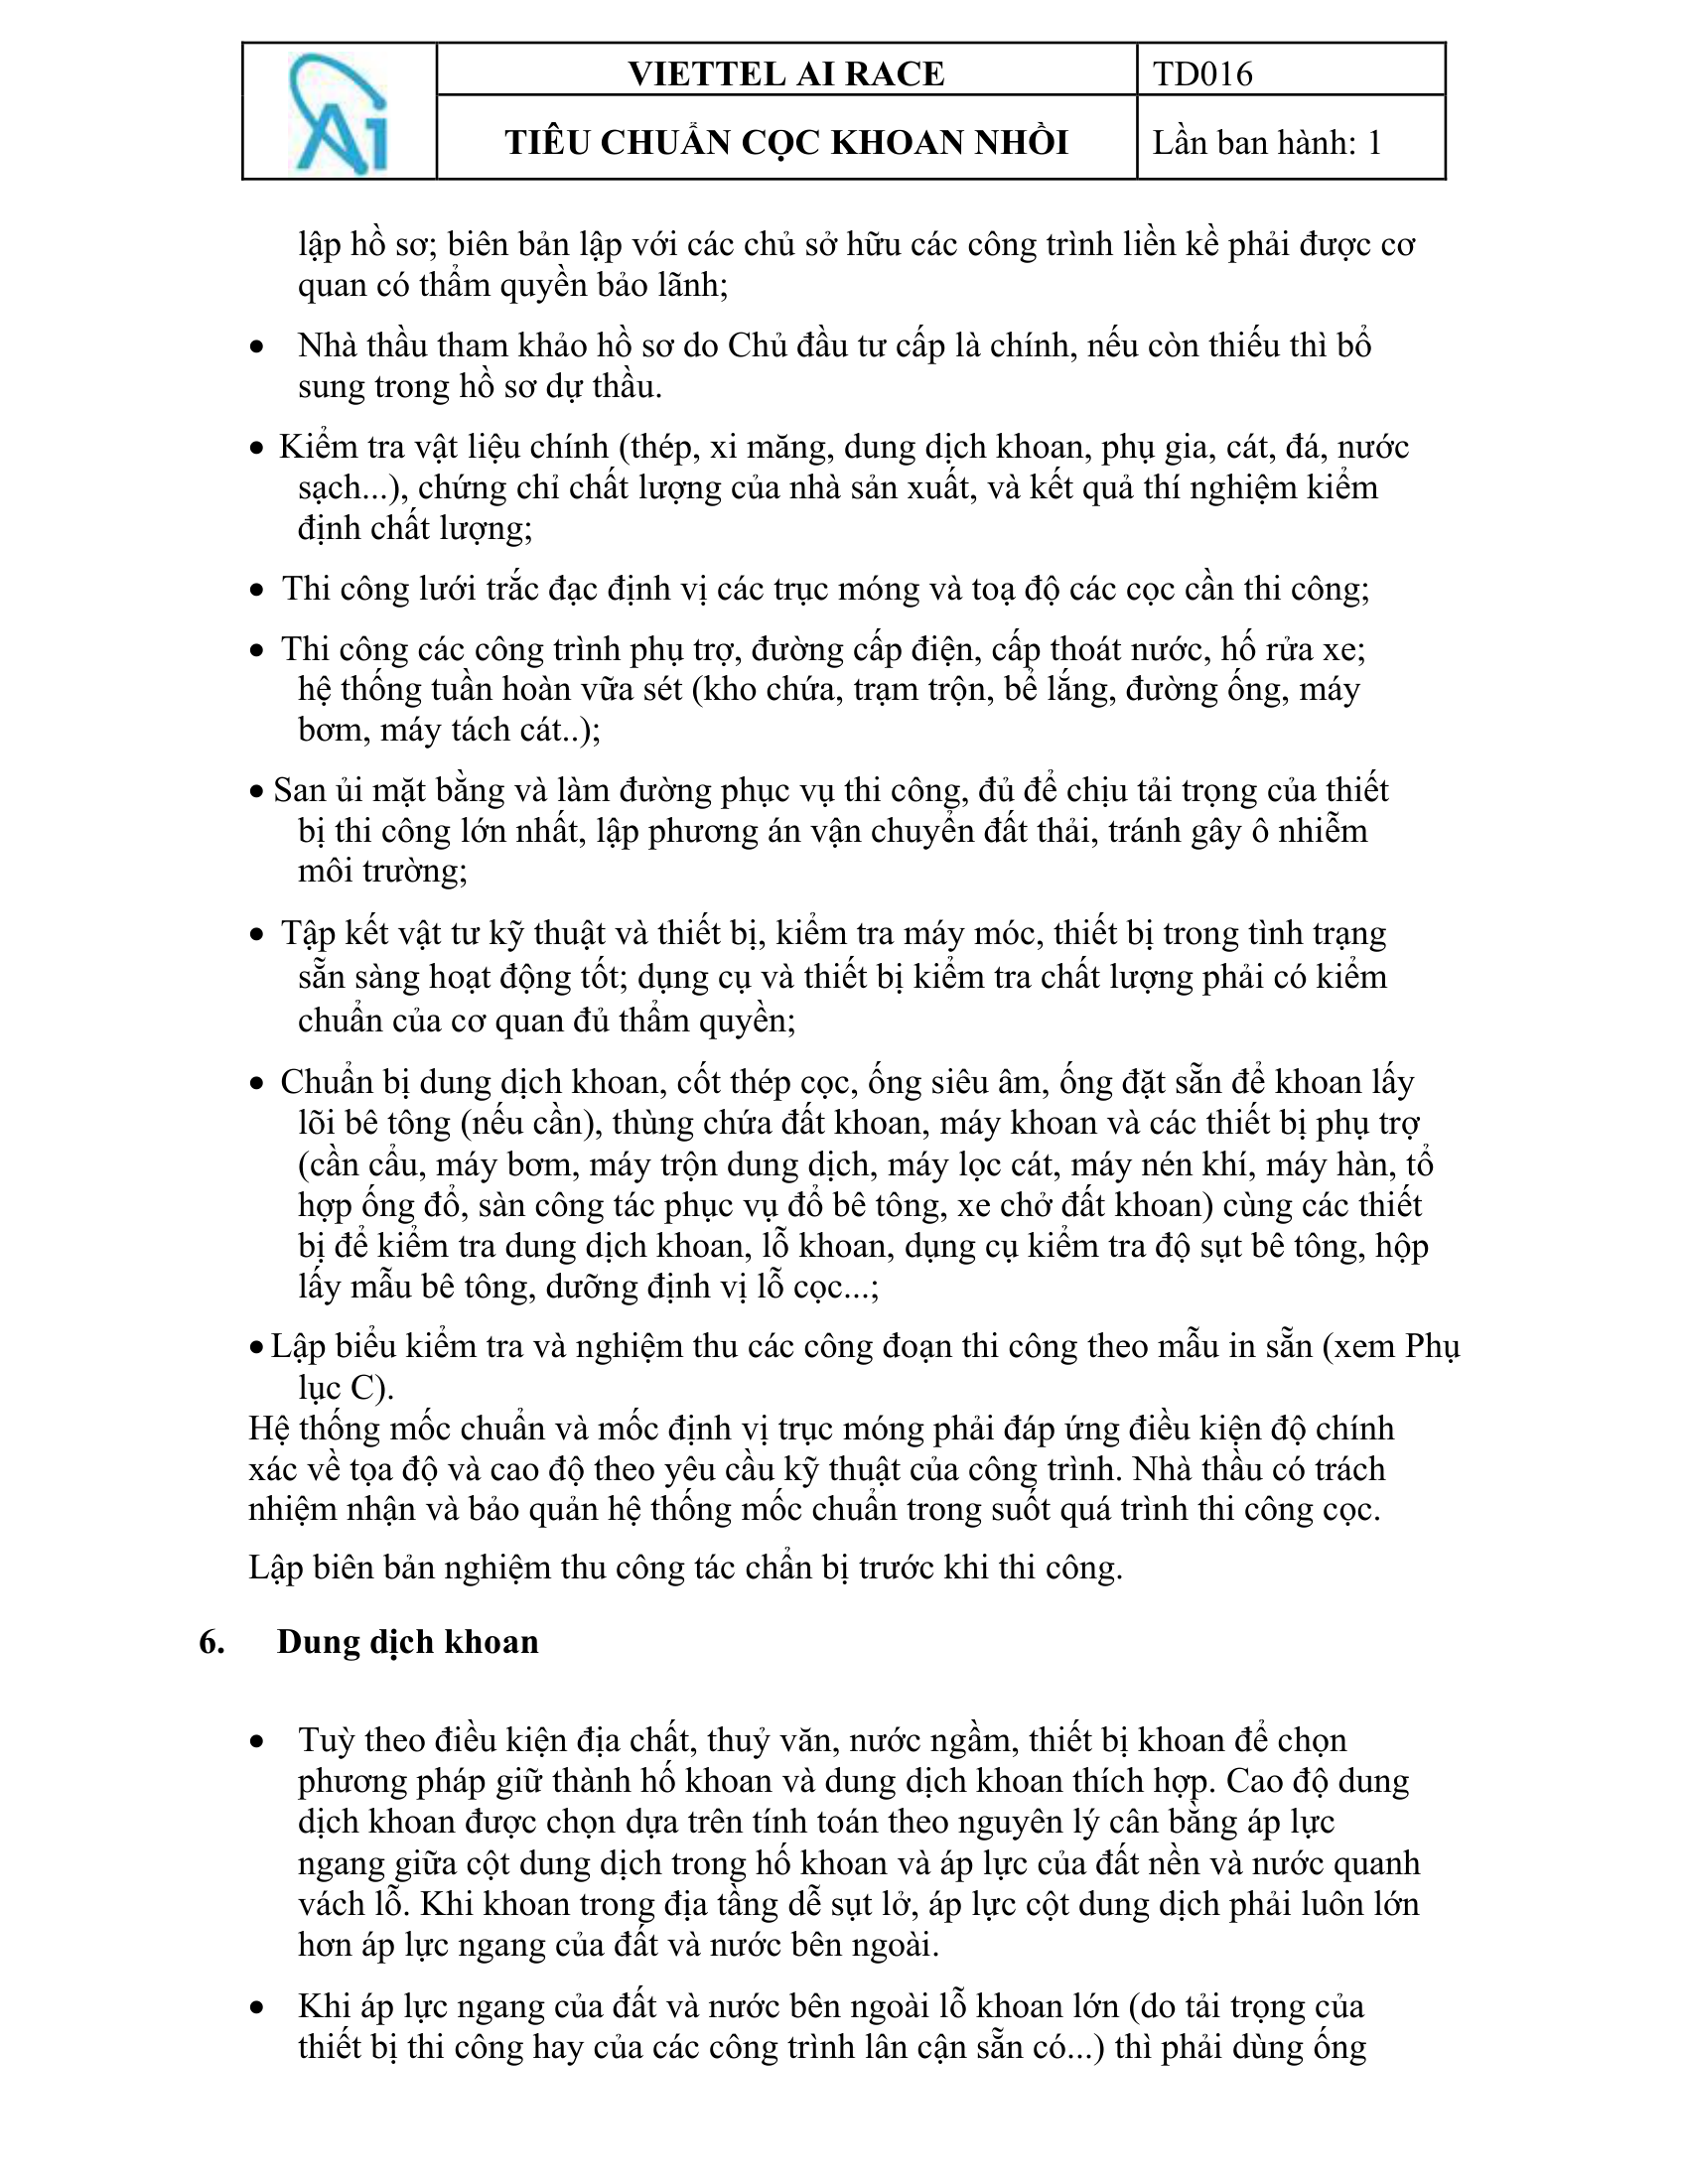 Ai
VIETTEL AI RACE
TD016
TIÊU CHUẨN CỌC KHOAN NHỒI
Lần ban hành: 1
lập hồ sơ; biên bản lập với các chủ sở hữu các công trình liền kề phải được cơ
quan có thẩm quyền bảo lãnh;
• Nhà thầu tham khảo hồ sơ do Chủ đầu tư cấp là chính, nếu còn thiếu thì bổ
sung trong hồ sơ dự thầu.
• Kiểm tra vật liệu chính (thép, xi măng, dung dịch khoan, phụ gia, cát, đá, nước
sạch...), chứng chỉ chất lượng của nhà sản xuất, và kết quả thí nghiệm kiểm
định chất lượng;
• Thi công lưới trắc đạc định vị các trục móng và toạ độ các cọc cần thi công;
• Thi công các công trình phụ trợ, đường cấp điện, cấp thoát nước, hố rửa xe;
hệ thống tuần hoàn vữa sét (kho chứa, trạm trộn, bể lắng, đường ống, máy
bơm, máy tách cát..);
• San ủi mặt bằng và làm đường phục vụ thi công, đủ để chịu tải trọng của thiết
bị thi công lớn nhất, lập phương án vận chuyển đất thải, tránh gây ô nhiễm
môi trường;
• Tập kết vật tư kỹ thuật và thiết bị, kiểm tra máy móc, thiết bị trong tình trạng
sẵn sàng hoạt động tốt; dụng cụ và thiết bị kiểm tra chất lượng phải có kiểm
chuẩn của cơ quan đủ thẩm quyền;
• Chuẩn bị dung dịch khoan, cốt thép cọc, ống siêu âm, ống đặt sẵn để khoan lấy
lõi bê tông (nếu cần), thùng chứa đất khoan, máy khoan và các thiết bị phụ trợ
(cần cẩu, máy bơm, máy trộn dung dịch, máy lọc cát, máy nén khí, máy hàn, tổ
hợp ống đổ, sàn công tác phục vụ đổ bê tông, xe chở đất khoan) cùng các thiết
bị để kiểm tra dung dịch khoan, lỗ khoan, dụng cụ kiểm tra độ sụt bê tông, hộp
lấy mẫu bê tông, dưỡng định vị lỗ cọc...;
• Lập biểu kiểm tra và nghiệm thu các công đoạn thi công theo mẫu in sẵn (xem Phụ
lục C).
Hệ thống mốc chuẩn và mốc định vị trục móng phải đáp ứng điều kiện độ chính
xác về tọa độ và cao độ theo yêu cầu kỹ thuật của công trình. Nhà thầu có trách
nhiệm nhận và bảo quản hệ thống mốc chuẩn trong suốt quá trình thi công cọc.
Lập biên bản nghiệm thu công tác chẩn bị trước khi thi công.
6. Dung dịch khoan
• Tuỳ theo điều kiện địa chất, thuỷ văn, nước ngầm, thiết bị khoan để chọn
phương pháp giữ thành hố khoan và dung dịch khoan thích hợp. Cao độ dung
dịch khoan được chọn dựa trên tính toán theo nguyên lý cân bằng áp lực
ngang giữa cột dung dịch trong hố khoan và áp lực của đất nền và nước quanh
vách lỗ. Khi khoan trong địa tầng dễ sụt lở, áp lực cột dung dịch phải luôn lớn
hơn áp lực ngang của đất và nước bên ngoài.
• Khi áp lực ngang của đất và nước bên ngoài lỗ khoan lớn (do tải trọng của
thiết bị thi công hay của các công trình lân cận sẵn có...) thì phải dùng ống